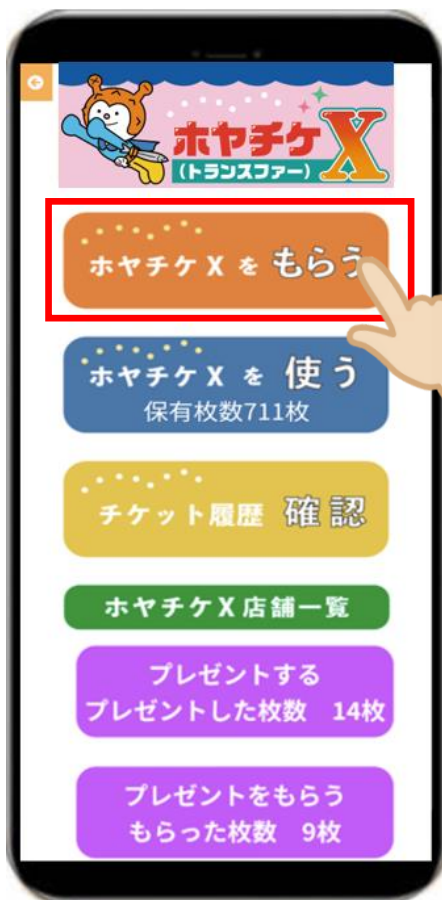 ホヤチケ X
(トランスファー)
ホヤチケ X を もらう
ホヤチケ X を 使う
保有枚数711枚
チケット履歴 確認
ホヤチケX店舗一覧
プレゼントする
プレゼントした枚数 14枚
プレゼントをもらう
もらった枚数 9枚